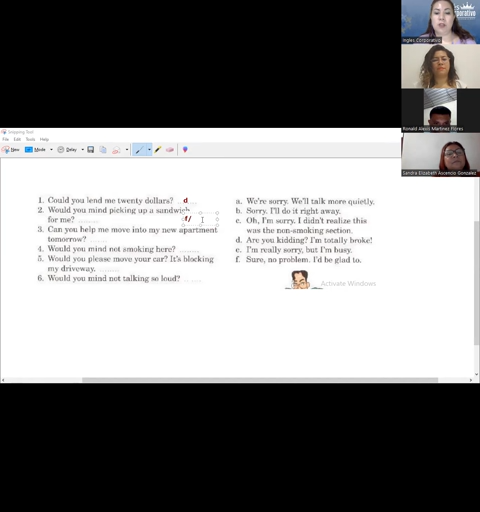 Ingles Corporativo
Ronald Alexis Martinez Flores
Sandra Elizabeth Ascencio Gonzalez
Snipping Tool
File Edit Tools Help
New Mode Delay
1. Could you lend me twenty dollars? d
2. Would you mind picking up a sandwich
for me? ........ f/
3. Can you help me move into my new apartment
tomorrow? ........
4. Would you mind not smoking here? ........
5. Would you please move your car? It's blocking
my driveway. ........
6. Would you mind not talking so loud? ........
a. We're sorry. We'll talk more quietly.
b. Sorry. I'll do it right away.
c. Oh, I'm sorry. I didn't realize this
was the non-smoking section.
d. Are you kidding? I'm totally broke!
e. I'm really sorry, but I'm busy.
f. Sure, no problem. I'd be glad to.
Activate Windows